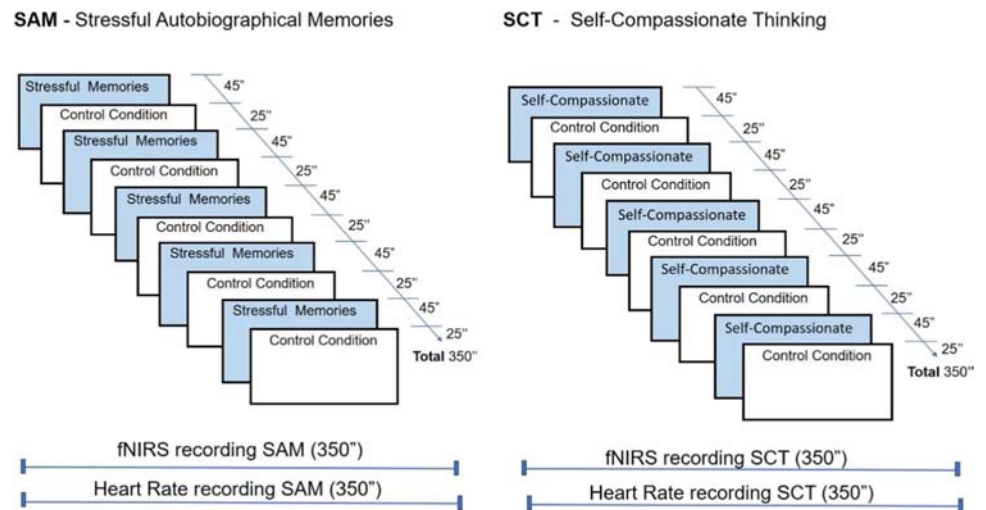 SAM - Stressful Autobiographical Memories
Stressful Memories
45"
Control Condition
25"
Stressful Memories
45"
Control Condition
25"
Stressful Memories
45"
Control Condition
25"
Stressful Memories
45"
Control Condition
25"
Stressful Memories
45"
Control Condition
25"
Total 350"
fNIRS recording SAM (350”)
Heart Rate recording SAM (350”)
SCT - Self-Compassionate Thinking
Self-Compassionate
45"
Control Condition
25"
Self-Compassionate
45"
Control Condition
25"
Self-Compassionate
45"
Control Condition
25"
Self-Compassionate
45"
Control Condition
25"
Self-Compassionate
45"
Control Condition
25"
Total 350"
fNIRS recording SCT (350”)
Heart Rate recording SCT (350”)